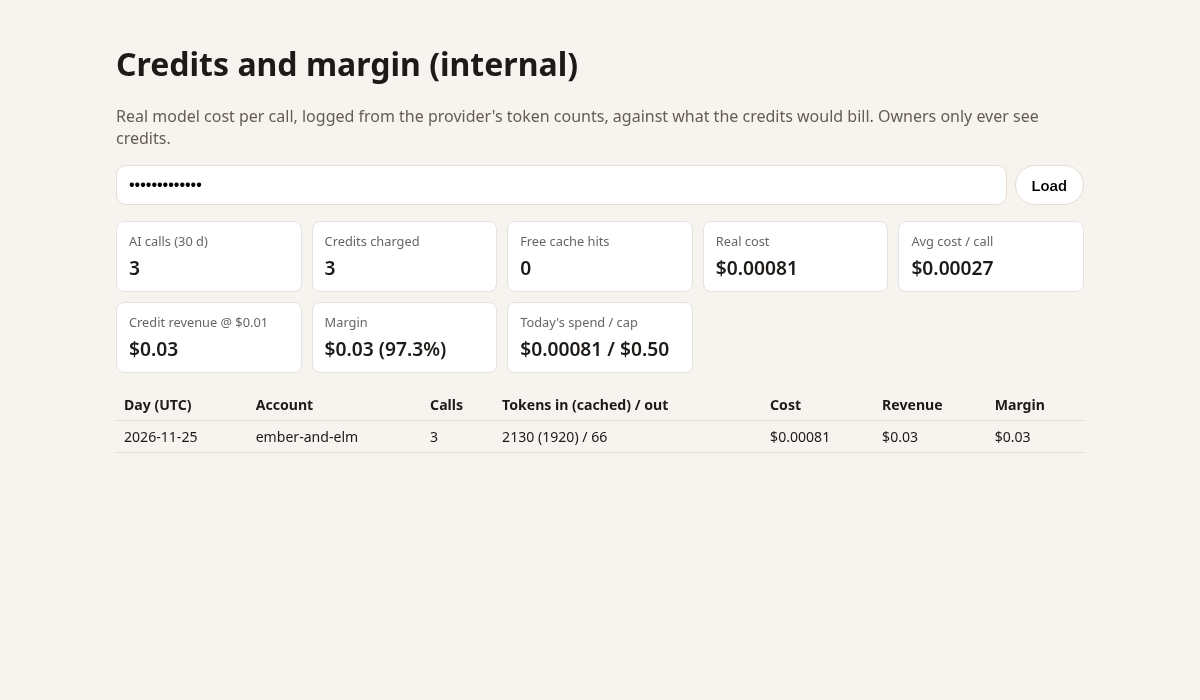 Credits and margin (internal)
Real model cost per call, logged from the provider's token counts, against what the credits would bill. Owners only ever see
credits.
•••••••••••••
Load
AI calls (30 d)
3
Credits charged
3
Free cache hits
0
Real cost
$0.00081
Avg cost / call
$0.00027
Credit revenue @ $0.01
$0.03
Margin
$0.03 (97.3%)
Today's spend / cap
$0.00081 / $0.50
Day (UTC) Account Calls Tokens in (cached) / out Cost Revenue Margin
2026-11-25 ember-and-elm 3 2130 (1920) / 66 $0.00081 $0.03 $0.03